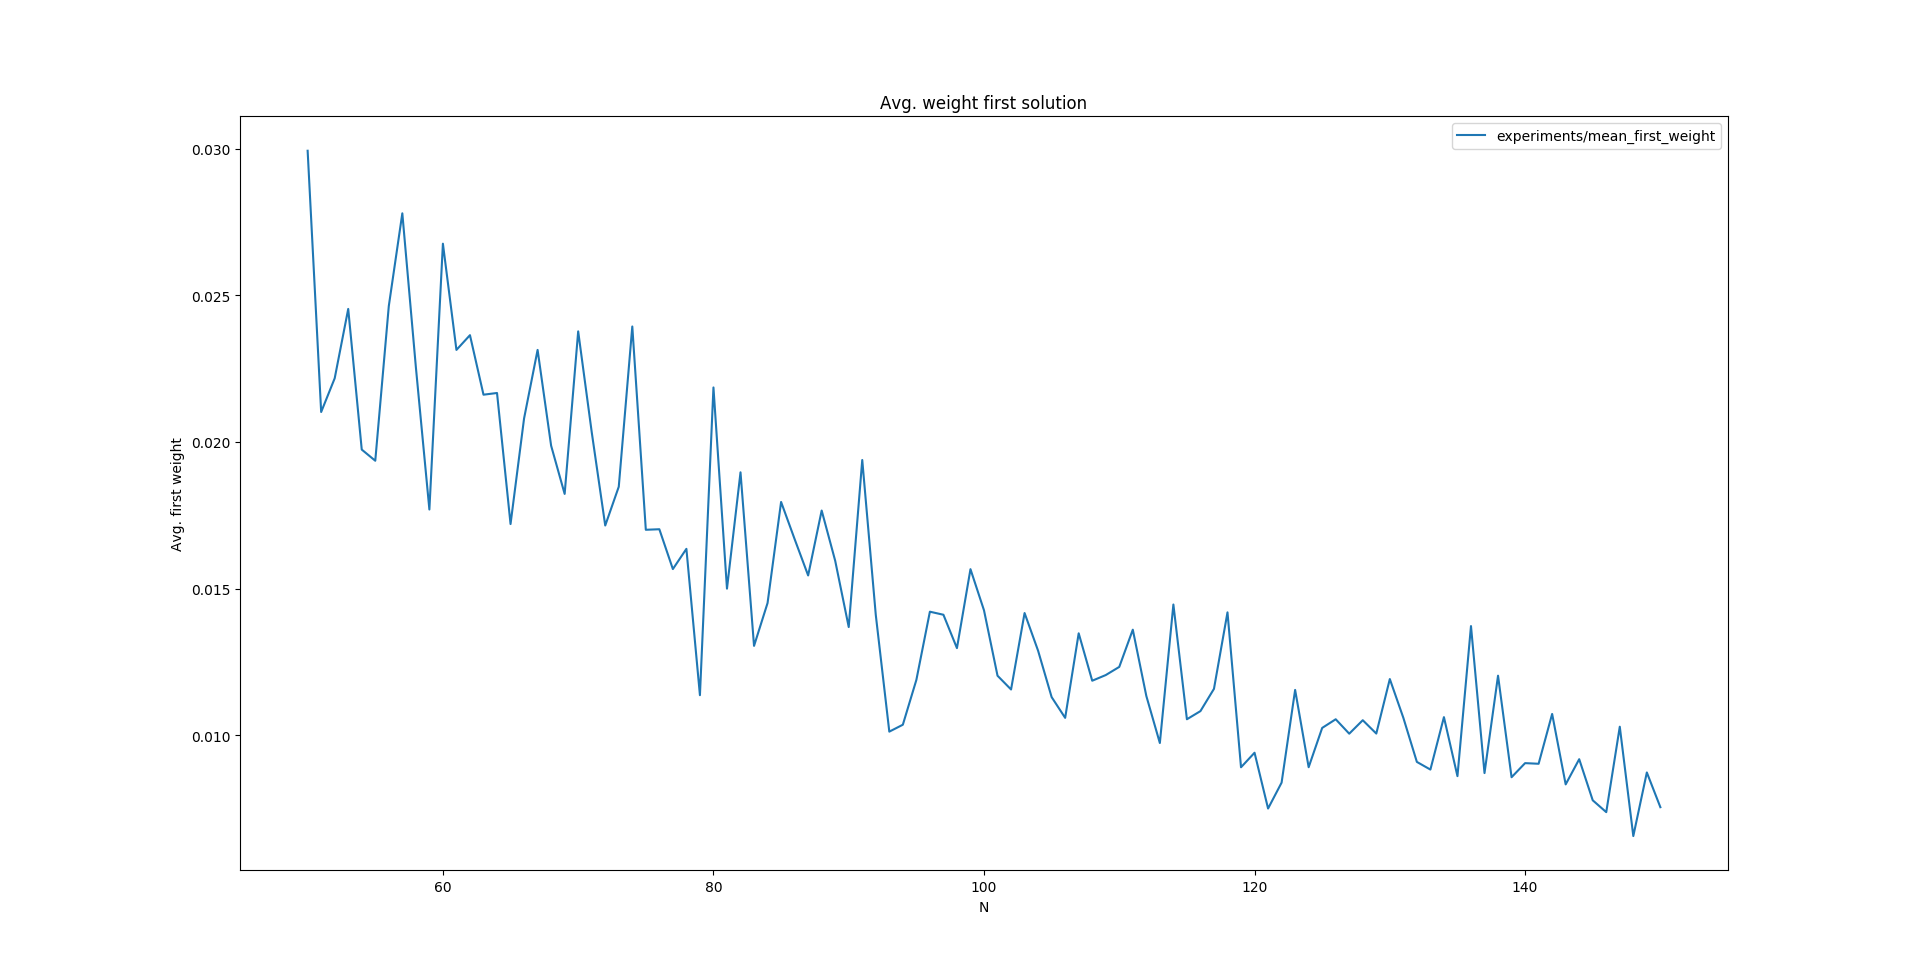 Avg. weight first solution
experiments/mean_first_weight
0.030
0.025
0.020
0.015
0.010
Avg. first weight
60 80 100 120 140
N